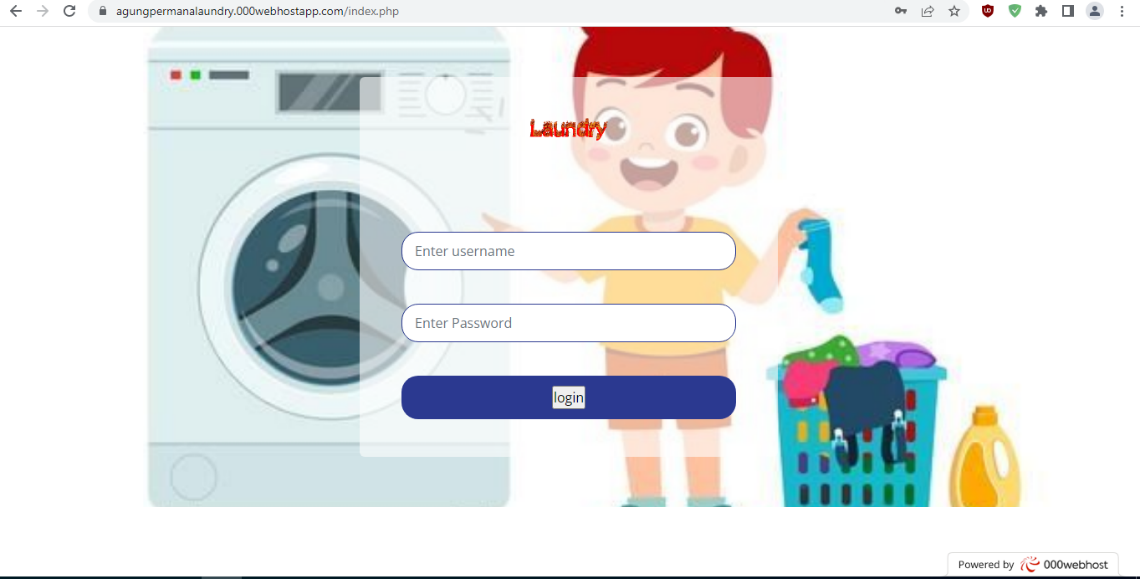 agungpermanalaundry.000webhostapp.com/index.php
Laundry
Enter username
Enter Password
login
Powered by 000webhost